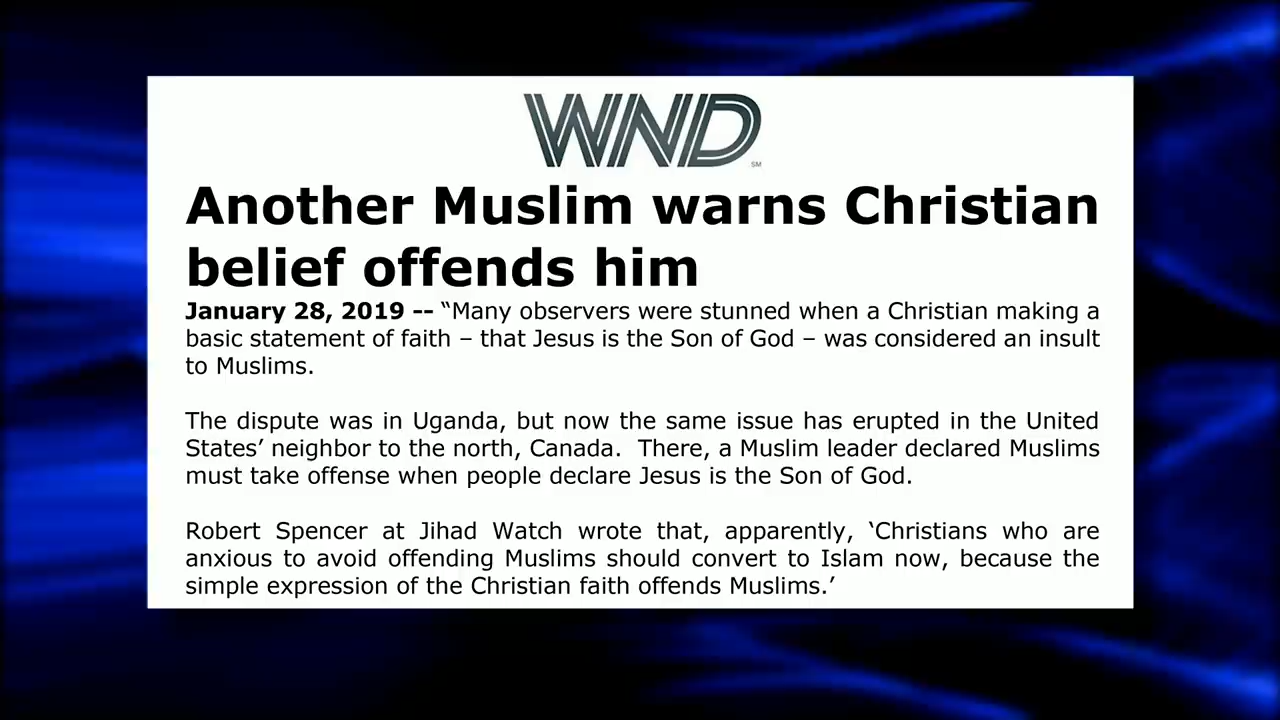 WND
SM
Another Muslim warns Christian
belief offends him
January 28, 2019 -- “Many observers were stunned when a Christian making a
basic statement of faith – that Jesus is the Son of God – was considered an insult
to Muslims.
The dispute was in Uganda, but now the same issue has erupted in the United
States’ neighbor to the north, Canada.  There, a Muslim leader declared Muslims
must take offense when people declare Jesus is the Son of God.
Robert Spencer at Jihad Watch wrote that, apparently, ‘Christians who are
anxious to avoid offending Muslims should convert to Islam now, because the
simple expression of the Christian faith offends Muslims.’